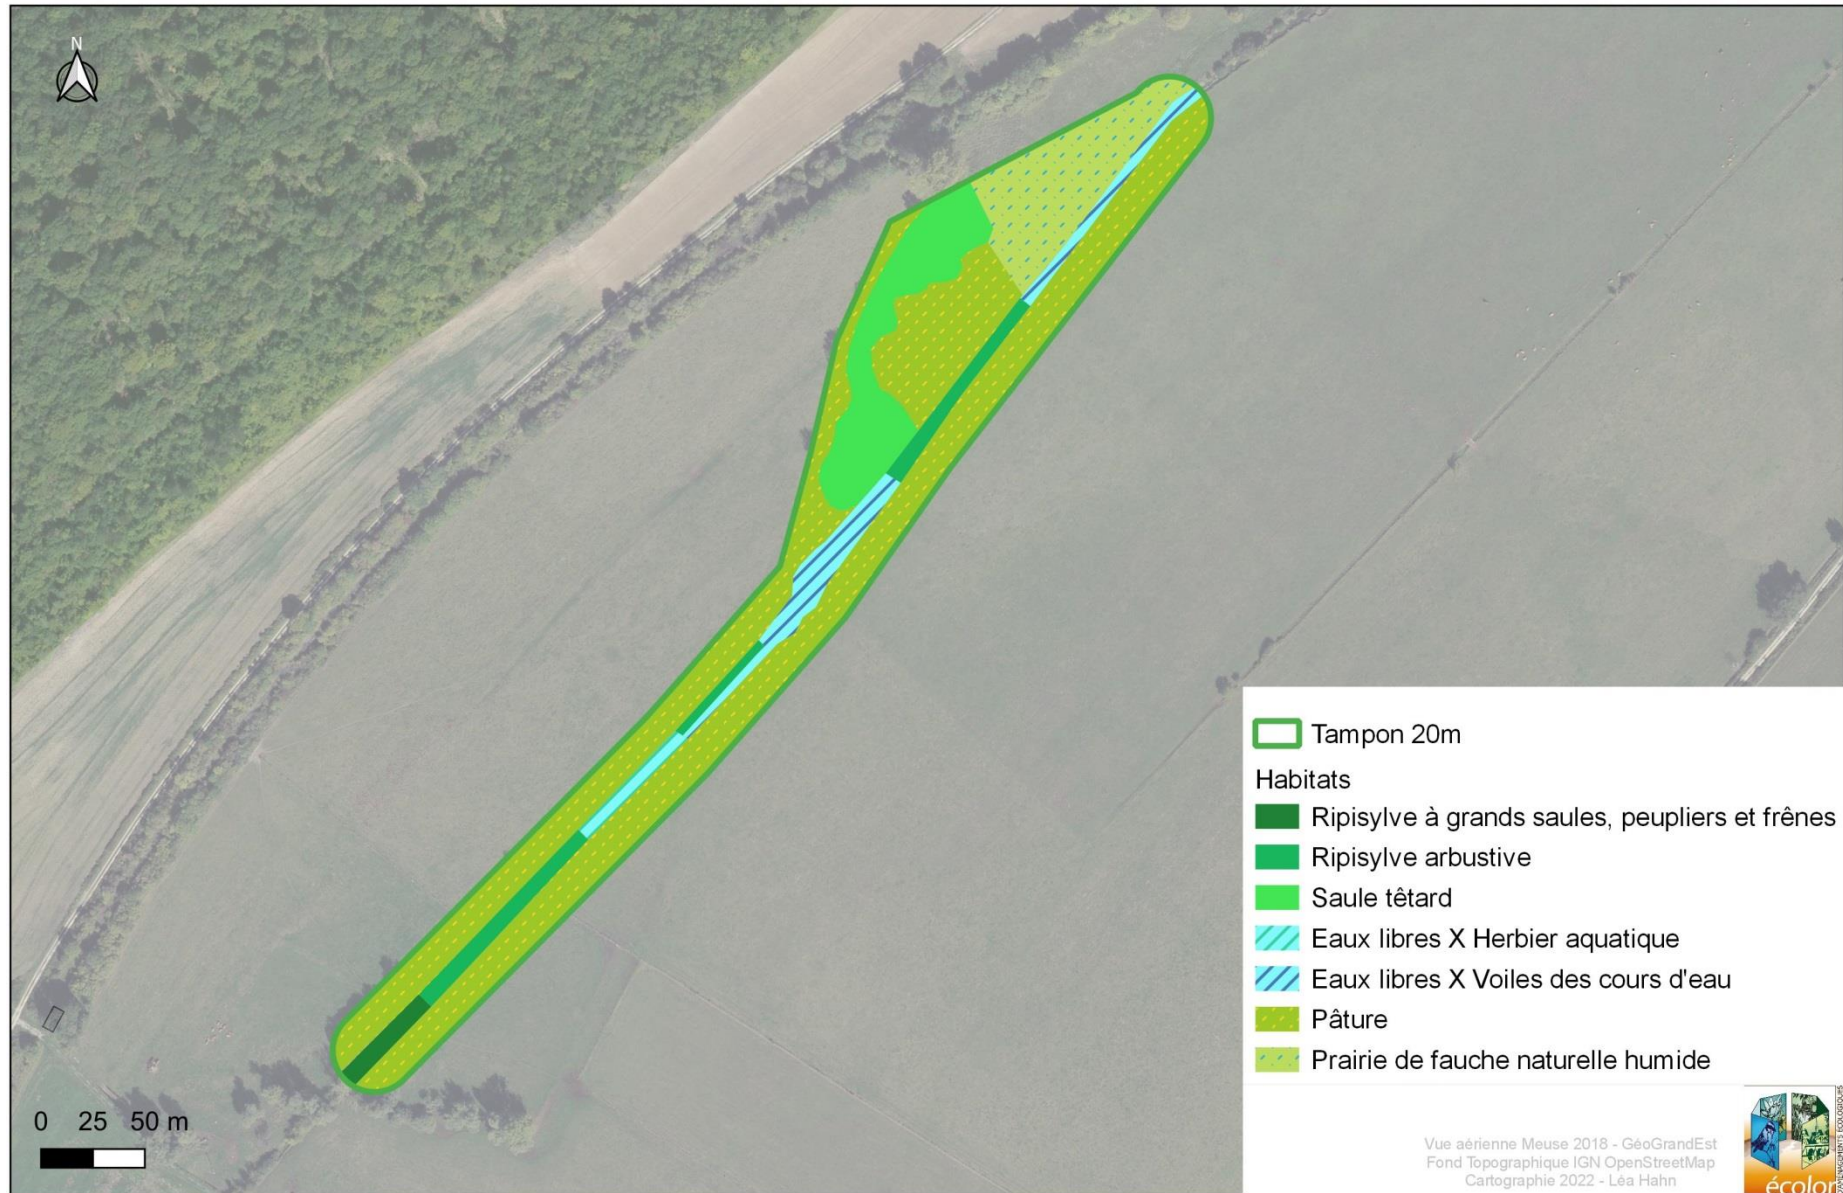 N
Tampon 20m
Habitats
Ripisylve à grands saules, peupliers et frênes
Ripisylve arbustive
Saule têtard
Eaux libres X Herbier aquatique
Eaux libres X Voiles des cours d'eau
Pâture
Prairie de fauche naturelle humide
0 25 50 m
Vue aérienne Meuse 2018 - GéoGrandEst
Fond Topographique IGN OpenStreetMap
Cartographie 2022 - Léa Hahn
écolor